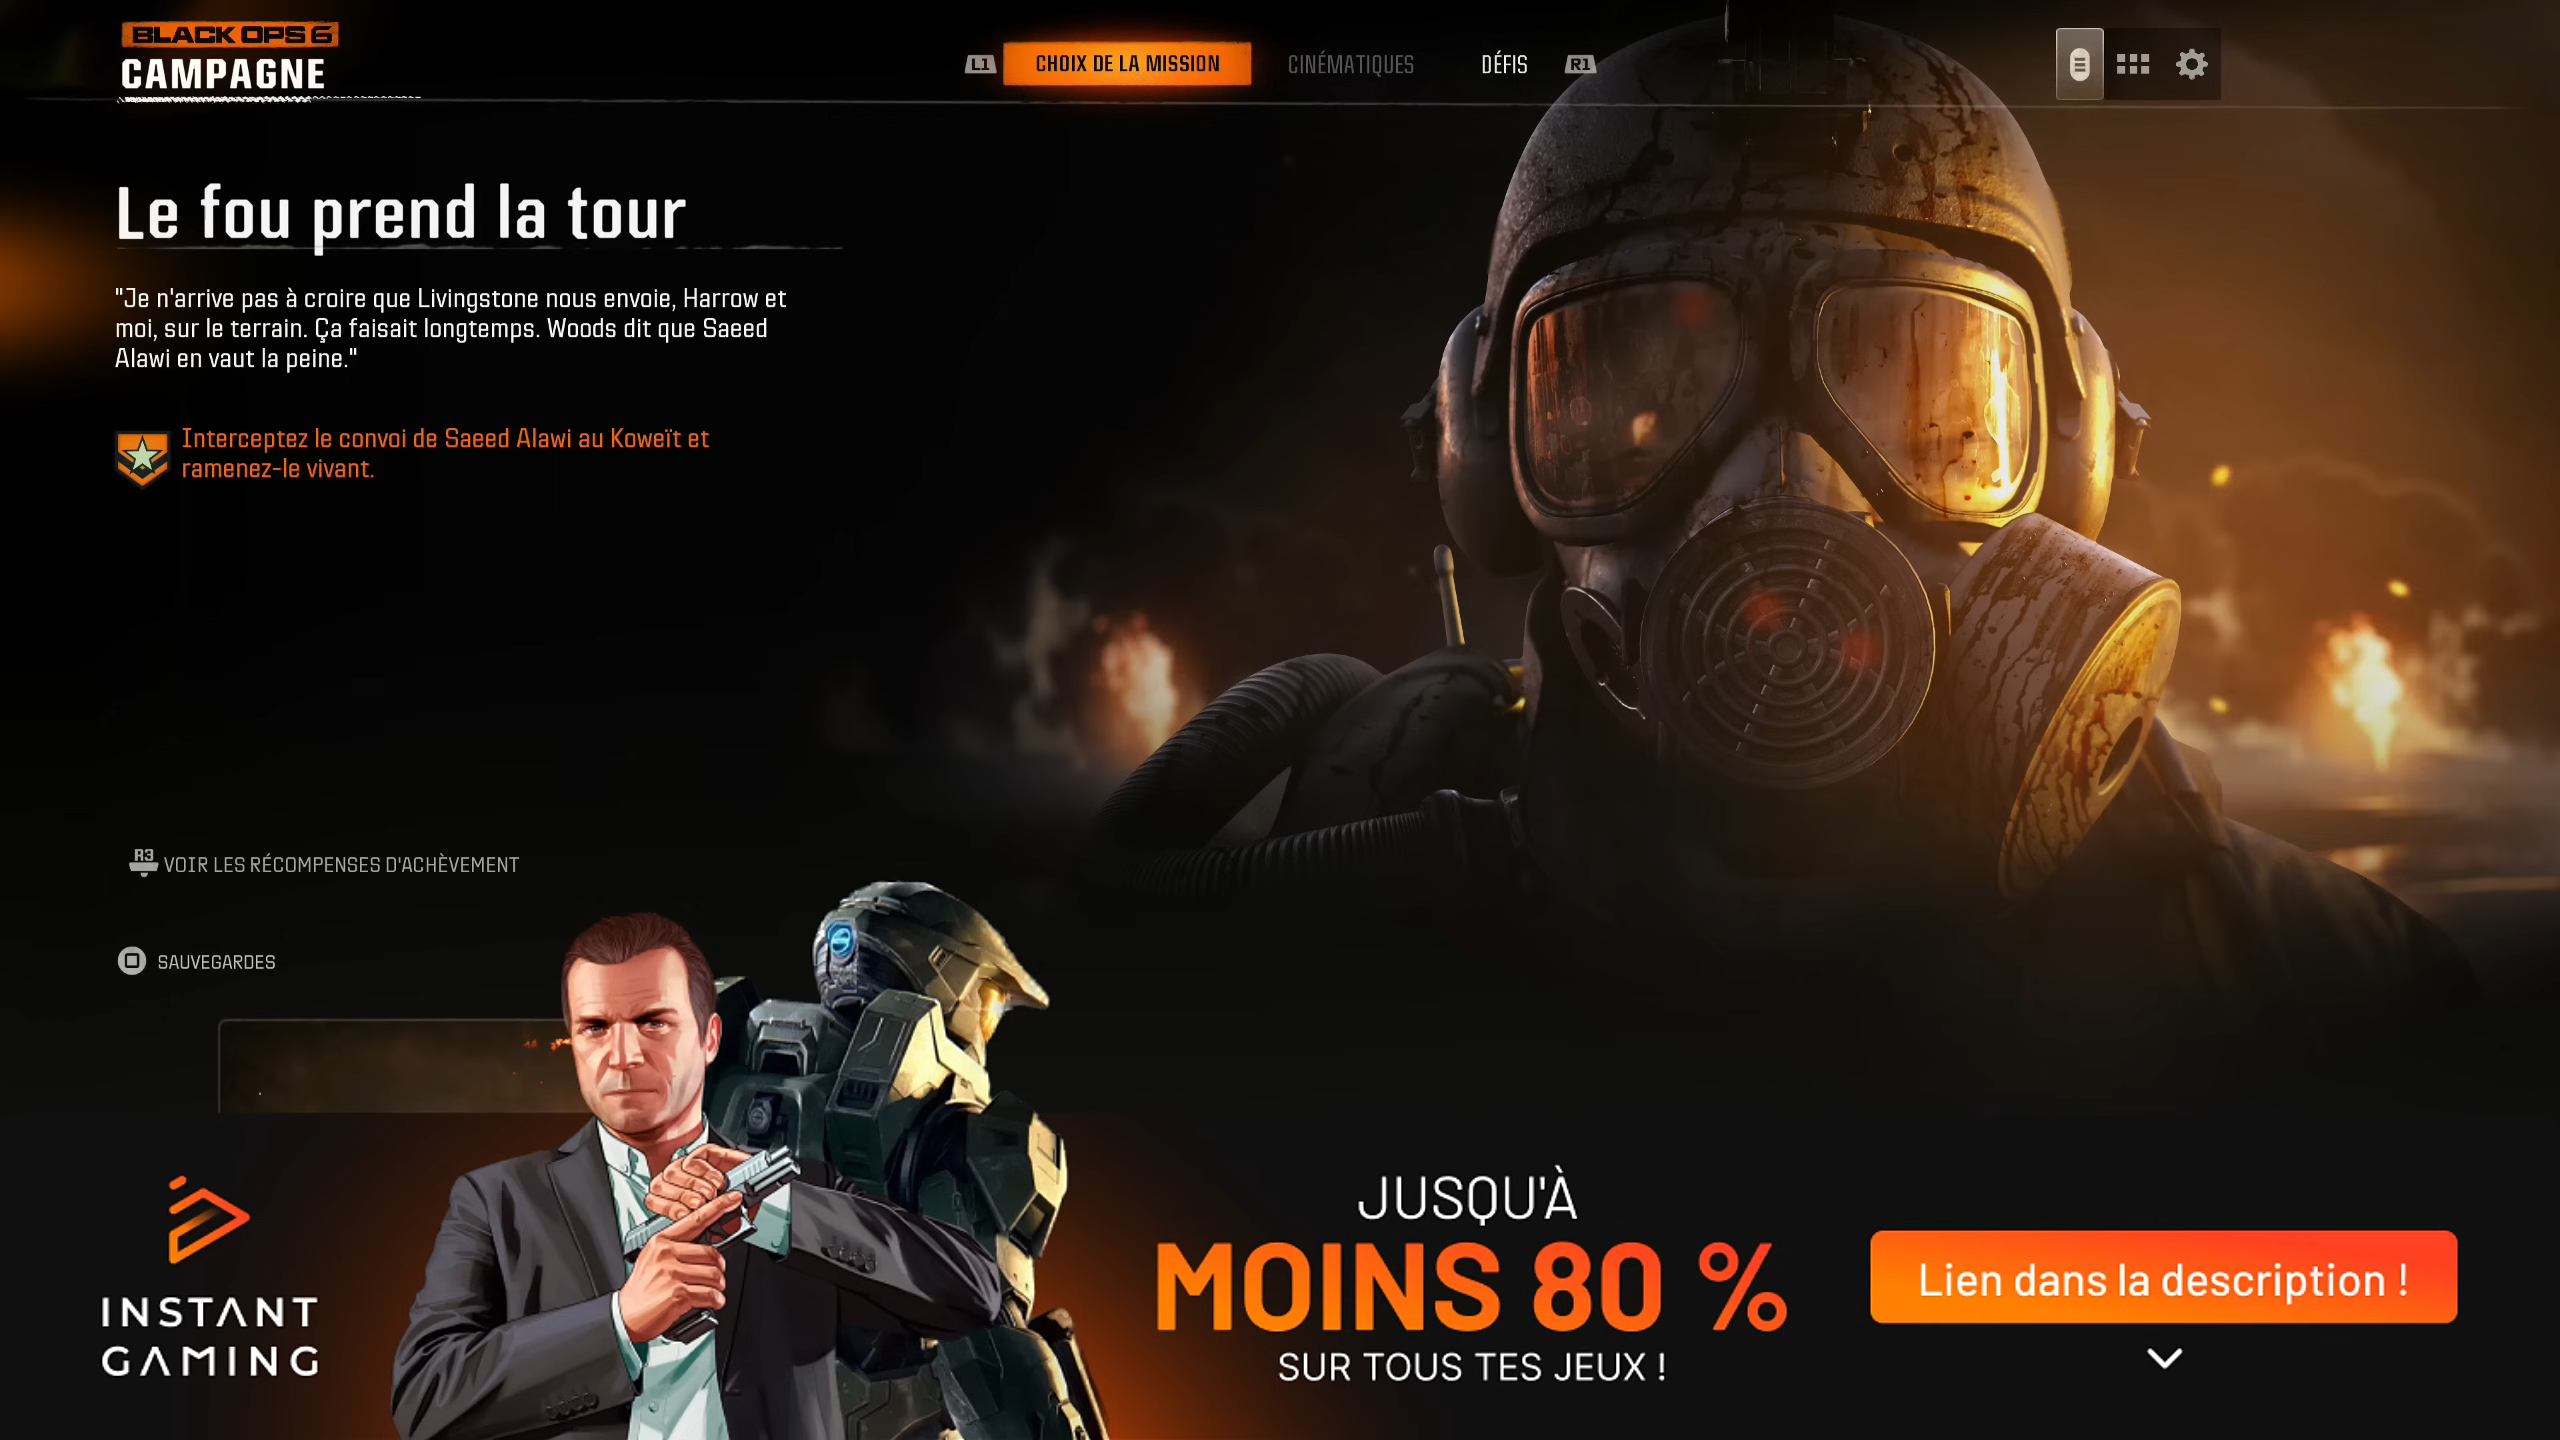 BLACK OPS 6
CAMPAGNE
L1 CHOIX DE LA MISSION CINÉMATIQUES DÉFIS R1
Le fou prend la tour
"Je n'arrive pas à croire que Livingstone nous envoie, Harrow et
moi, sur le terrain. Ça faisait longtemps. Woods dit que Saeed
Alawi en vaut la peine."
Interceptez le convoi de Saeed Alawi au Koweït et
ramenez-le vivant.
R3 VOIR LES RÉCOMPENSES D'ACHÈVEMENT
SAUVEGARDES
INSTANT
GAMING
JUSQU'À
MOINS 80 %
SUR TOUS TES JEUX !
Lien dans la description !